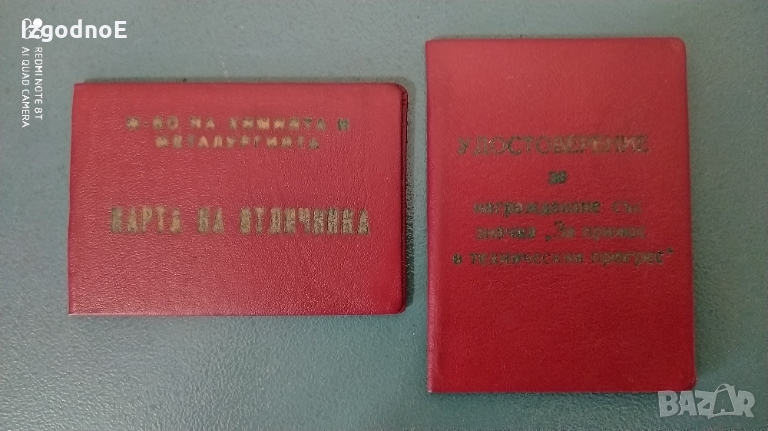 IzgodnoE
REDMI NOTE 8T
AI QUAD CAMERA
М-ВО НА ХИМИЯТА И
МЕТАЛУРГИЯТА
КАРТА НА ОТЛИЧНИКА
УДОСТОВЕРЕНИЕ
за
награждаване със
значка „За принос
в технически прогрес"
BAZAR